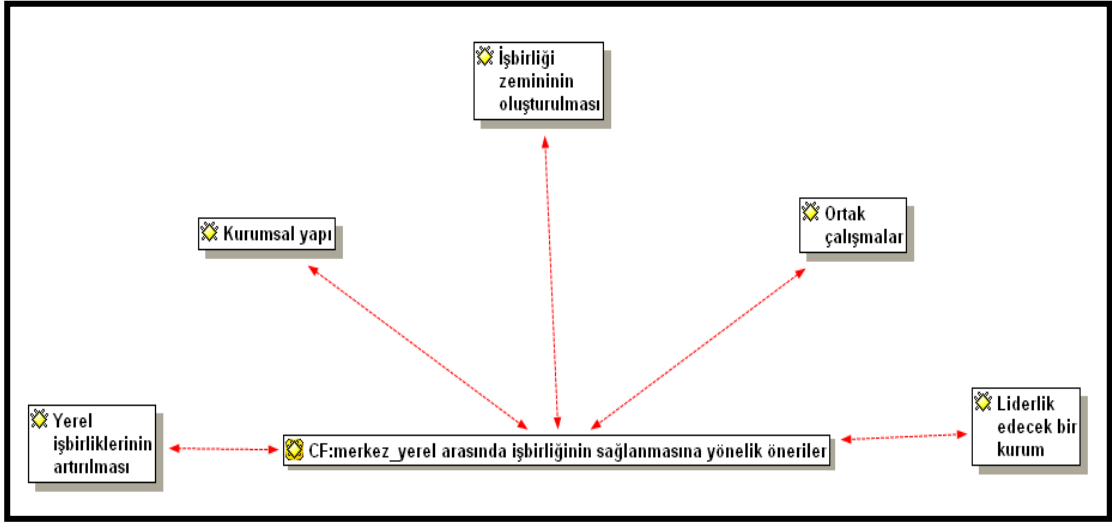 İşbirliği
zemininin
oluşturulması
Kurumsal yapı
Ortak
çalışmalar
Yerel
işbirliklerinin
artırılması
CF:merkez_yerel arasında işbirliğinin sağlanmasına yönelik öneriler
Liderlik
edecek bir
kurum